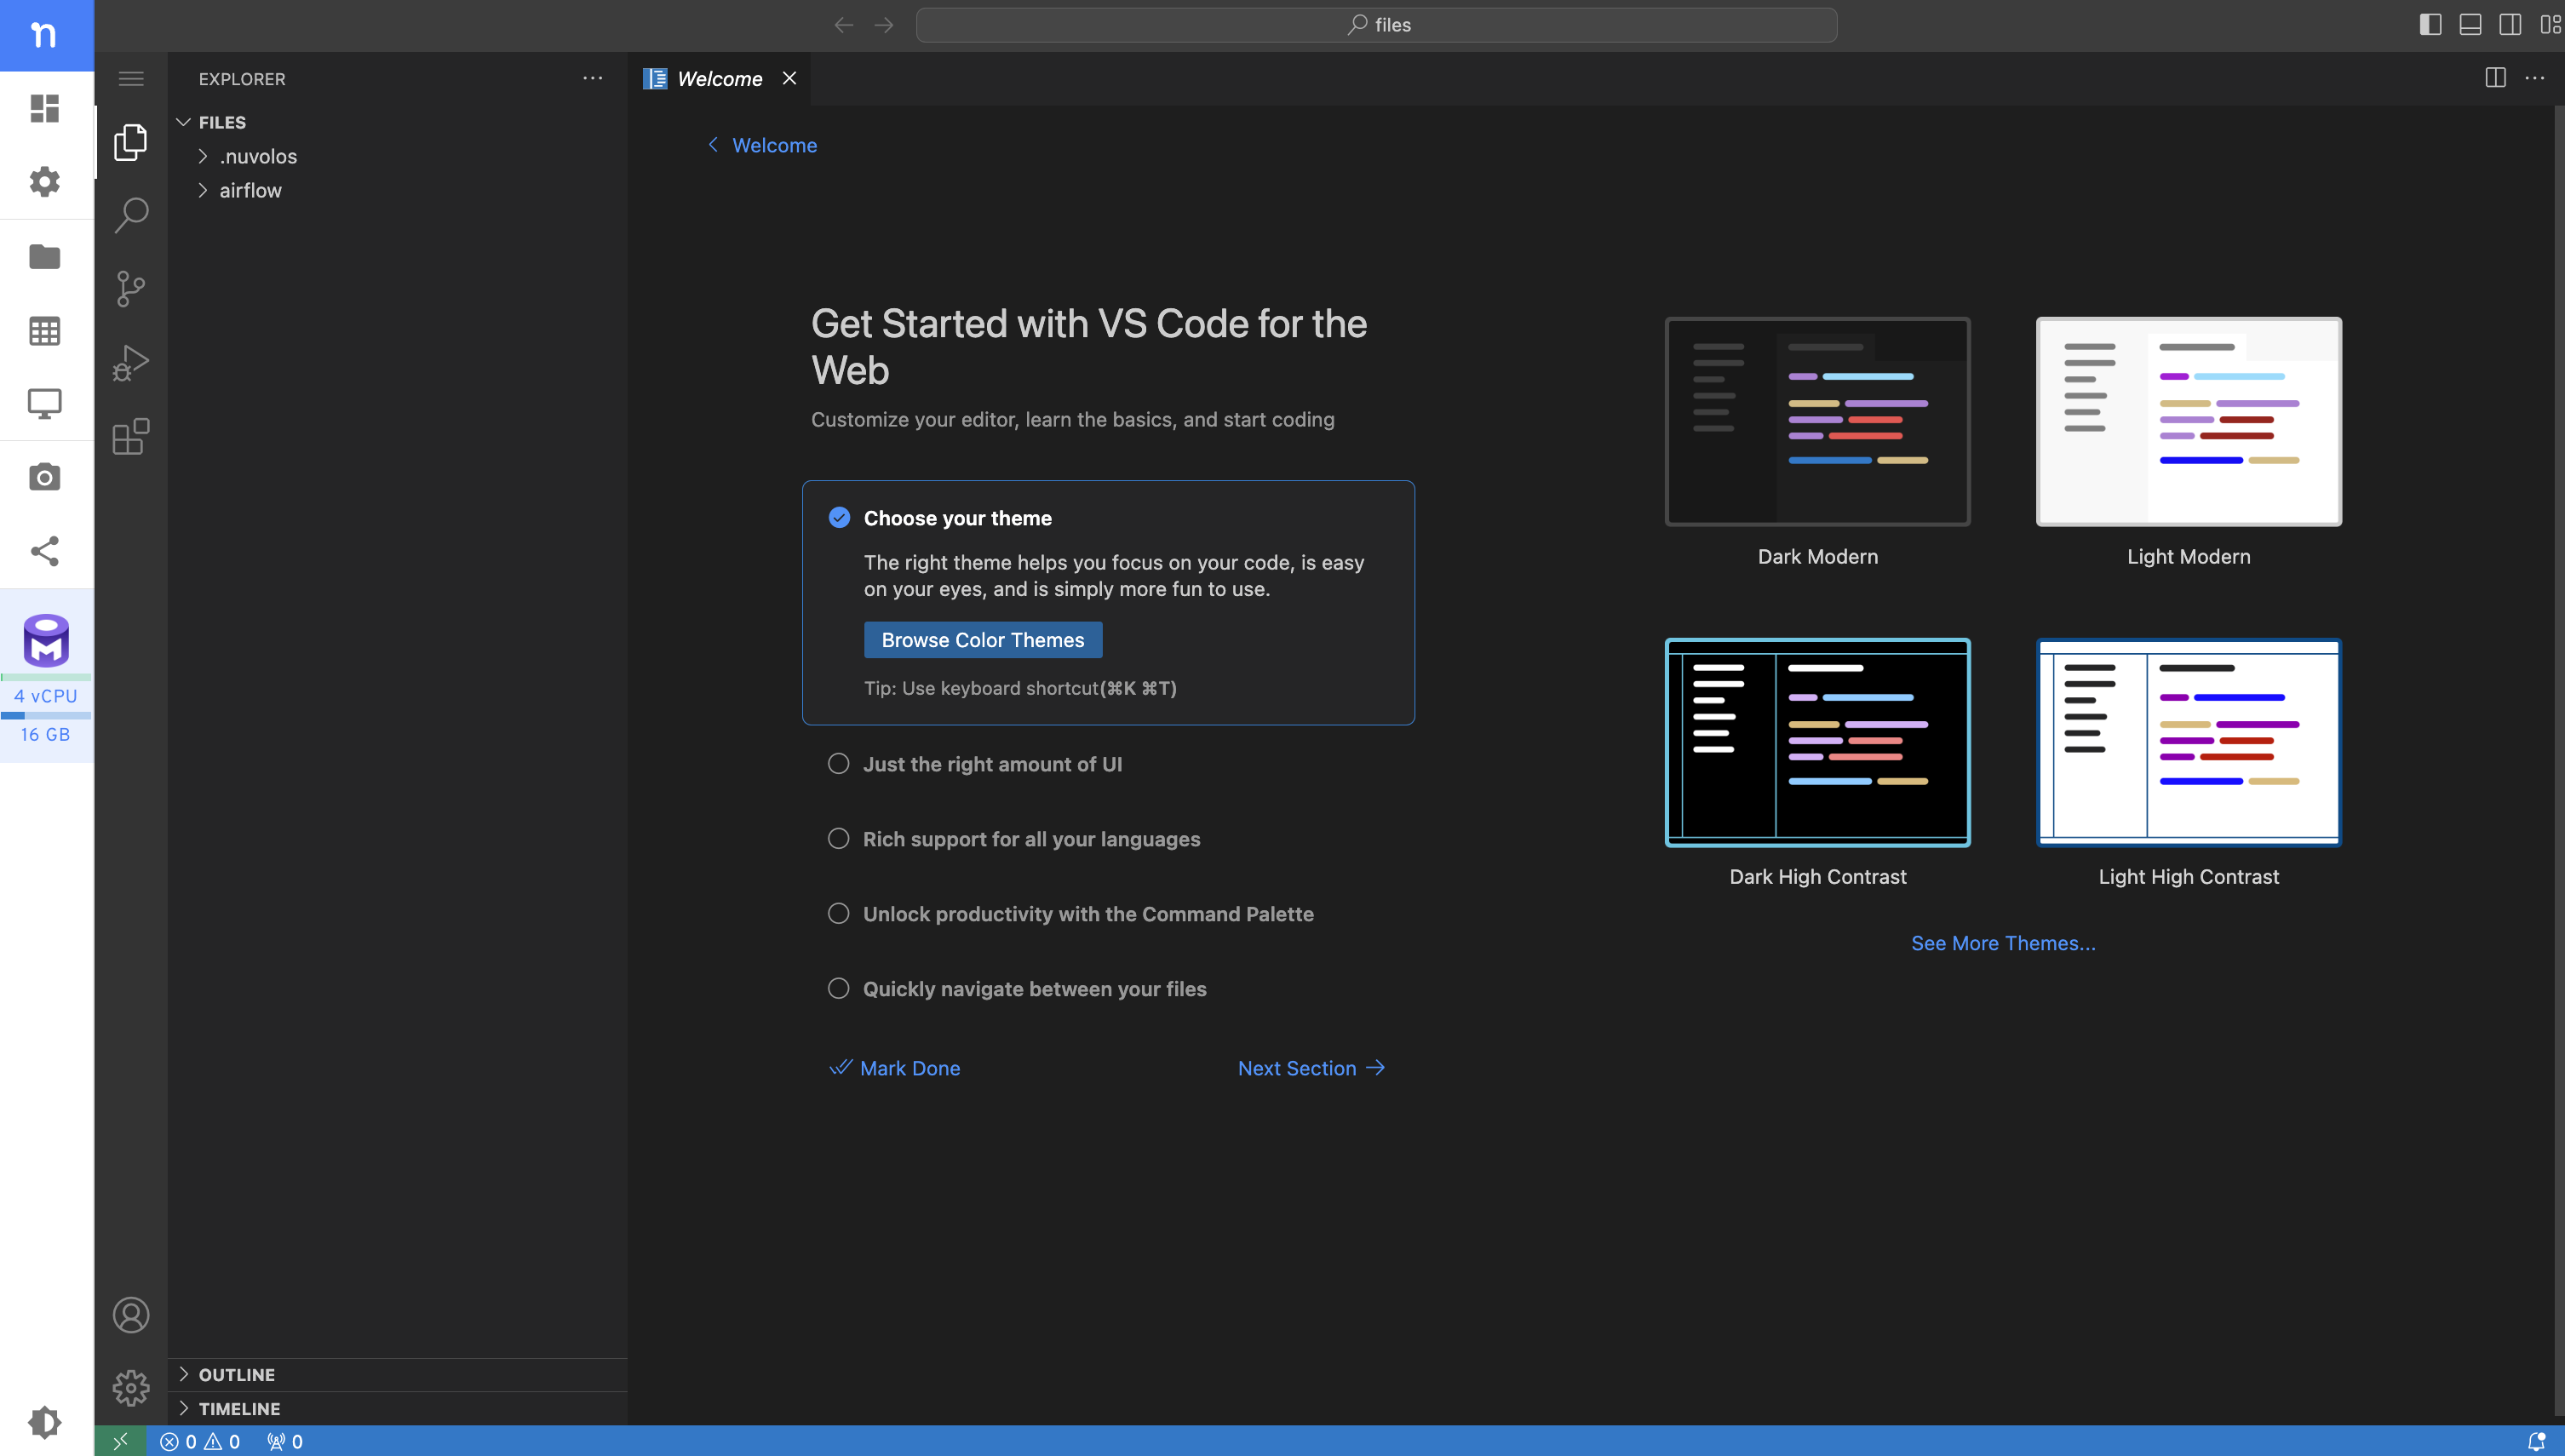 n
files
EXPLORER
Welcome
FILES
.nuvolos
airflow
Welcome
Get Started with VS Code for the
Web
Customize your editor, learn the basics, and start coding
Choose your theme
The right theme helps you focus on your code, is easy
on your eyes, and is simply more fun to use.
Browse Color Themes
Tip: Use keyboard shortcut(⌘K ⌘T)
Just the right amount of UI
Rich support for all your languages
Unlock productivity with the Command Palette
Quickly navigate between your files
Mark Done
Next Section
Dark Modern
Light Modern
Dark High Contrast
Light High Contrast
See More Themes...
M
4 vCPU
16 GB
OUTLINE
TIMELINE
0 0 0